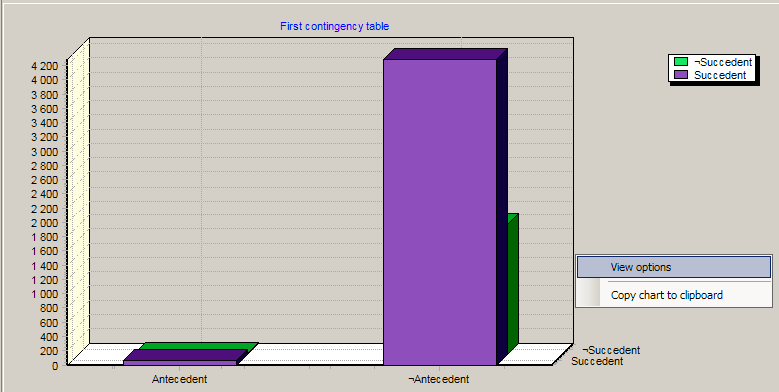 First contingency table
¬Succedent
Succedent
4 200
4 000
3 800
3 600
3 400
3 200
3 000
2 800
2 600
2 400
2 200
2 000
1 800
1 600
1 400
1 200
1 000
800
600
400
200
0
View options
Copy chart to clipboard
¬Succedent
Succedent
Antecedent ¬Antecedent